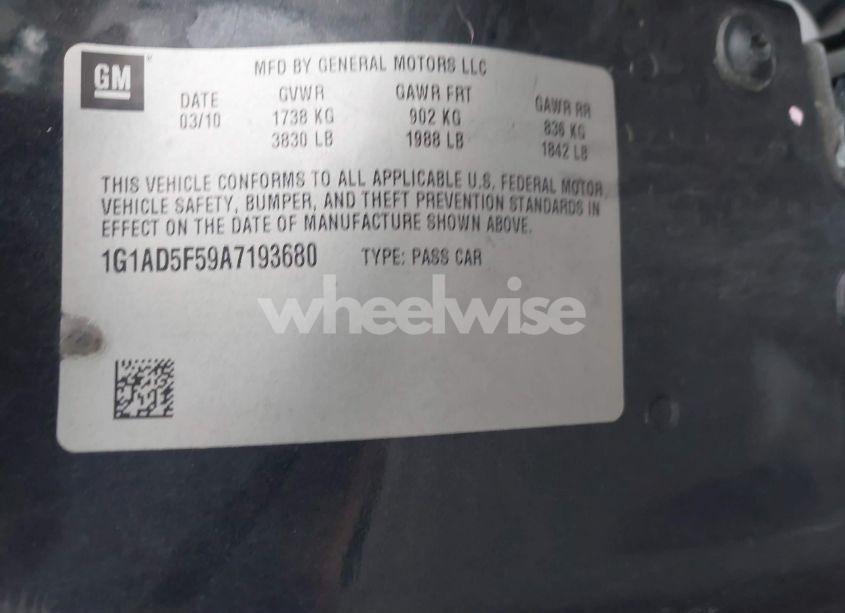 GM
MFD BY GENERAL MOTORS LLC
DATE GVWR GAWR FRT GAWR RR
03/10 1738 KG 902 KG 836 KG
3830 LB 1988 LB 1842 LB
THIS VEHICLE CONFORMS TO ALL APPLICABLE U.S. FEDERAL MOTOR
VEHICLE SAFETY, BUMPER, AND THEFT PREVENTION STANDARDS IN
EFFECT ON THE DATE OF MANUFACTURE SHOWN ABOVE.
1G1AD5F59A7193680 TYPE: PASS CAR
wheelwise